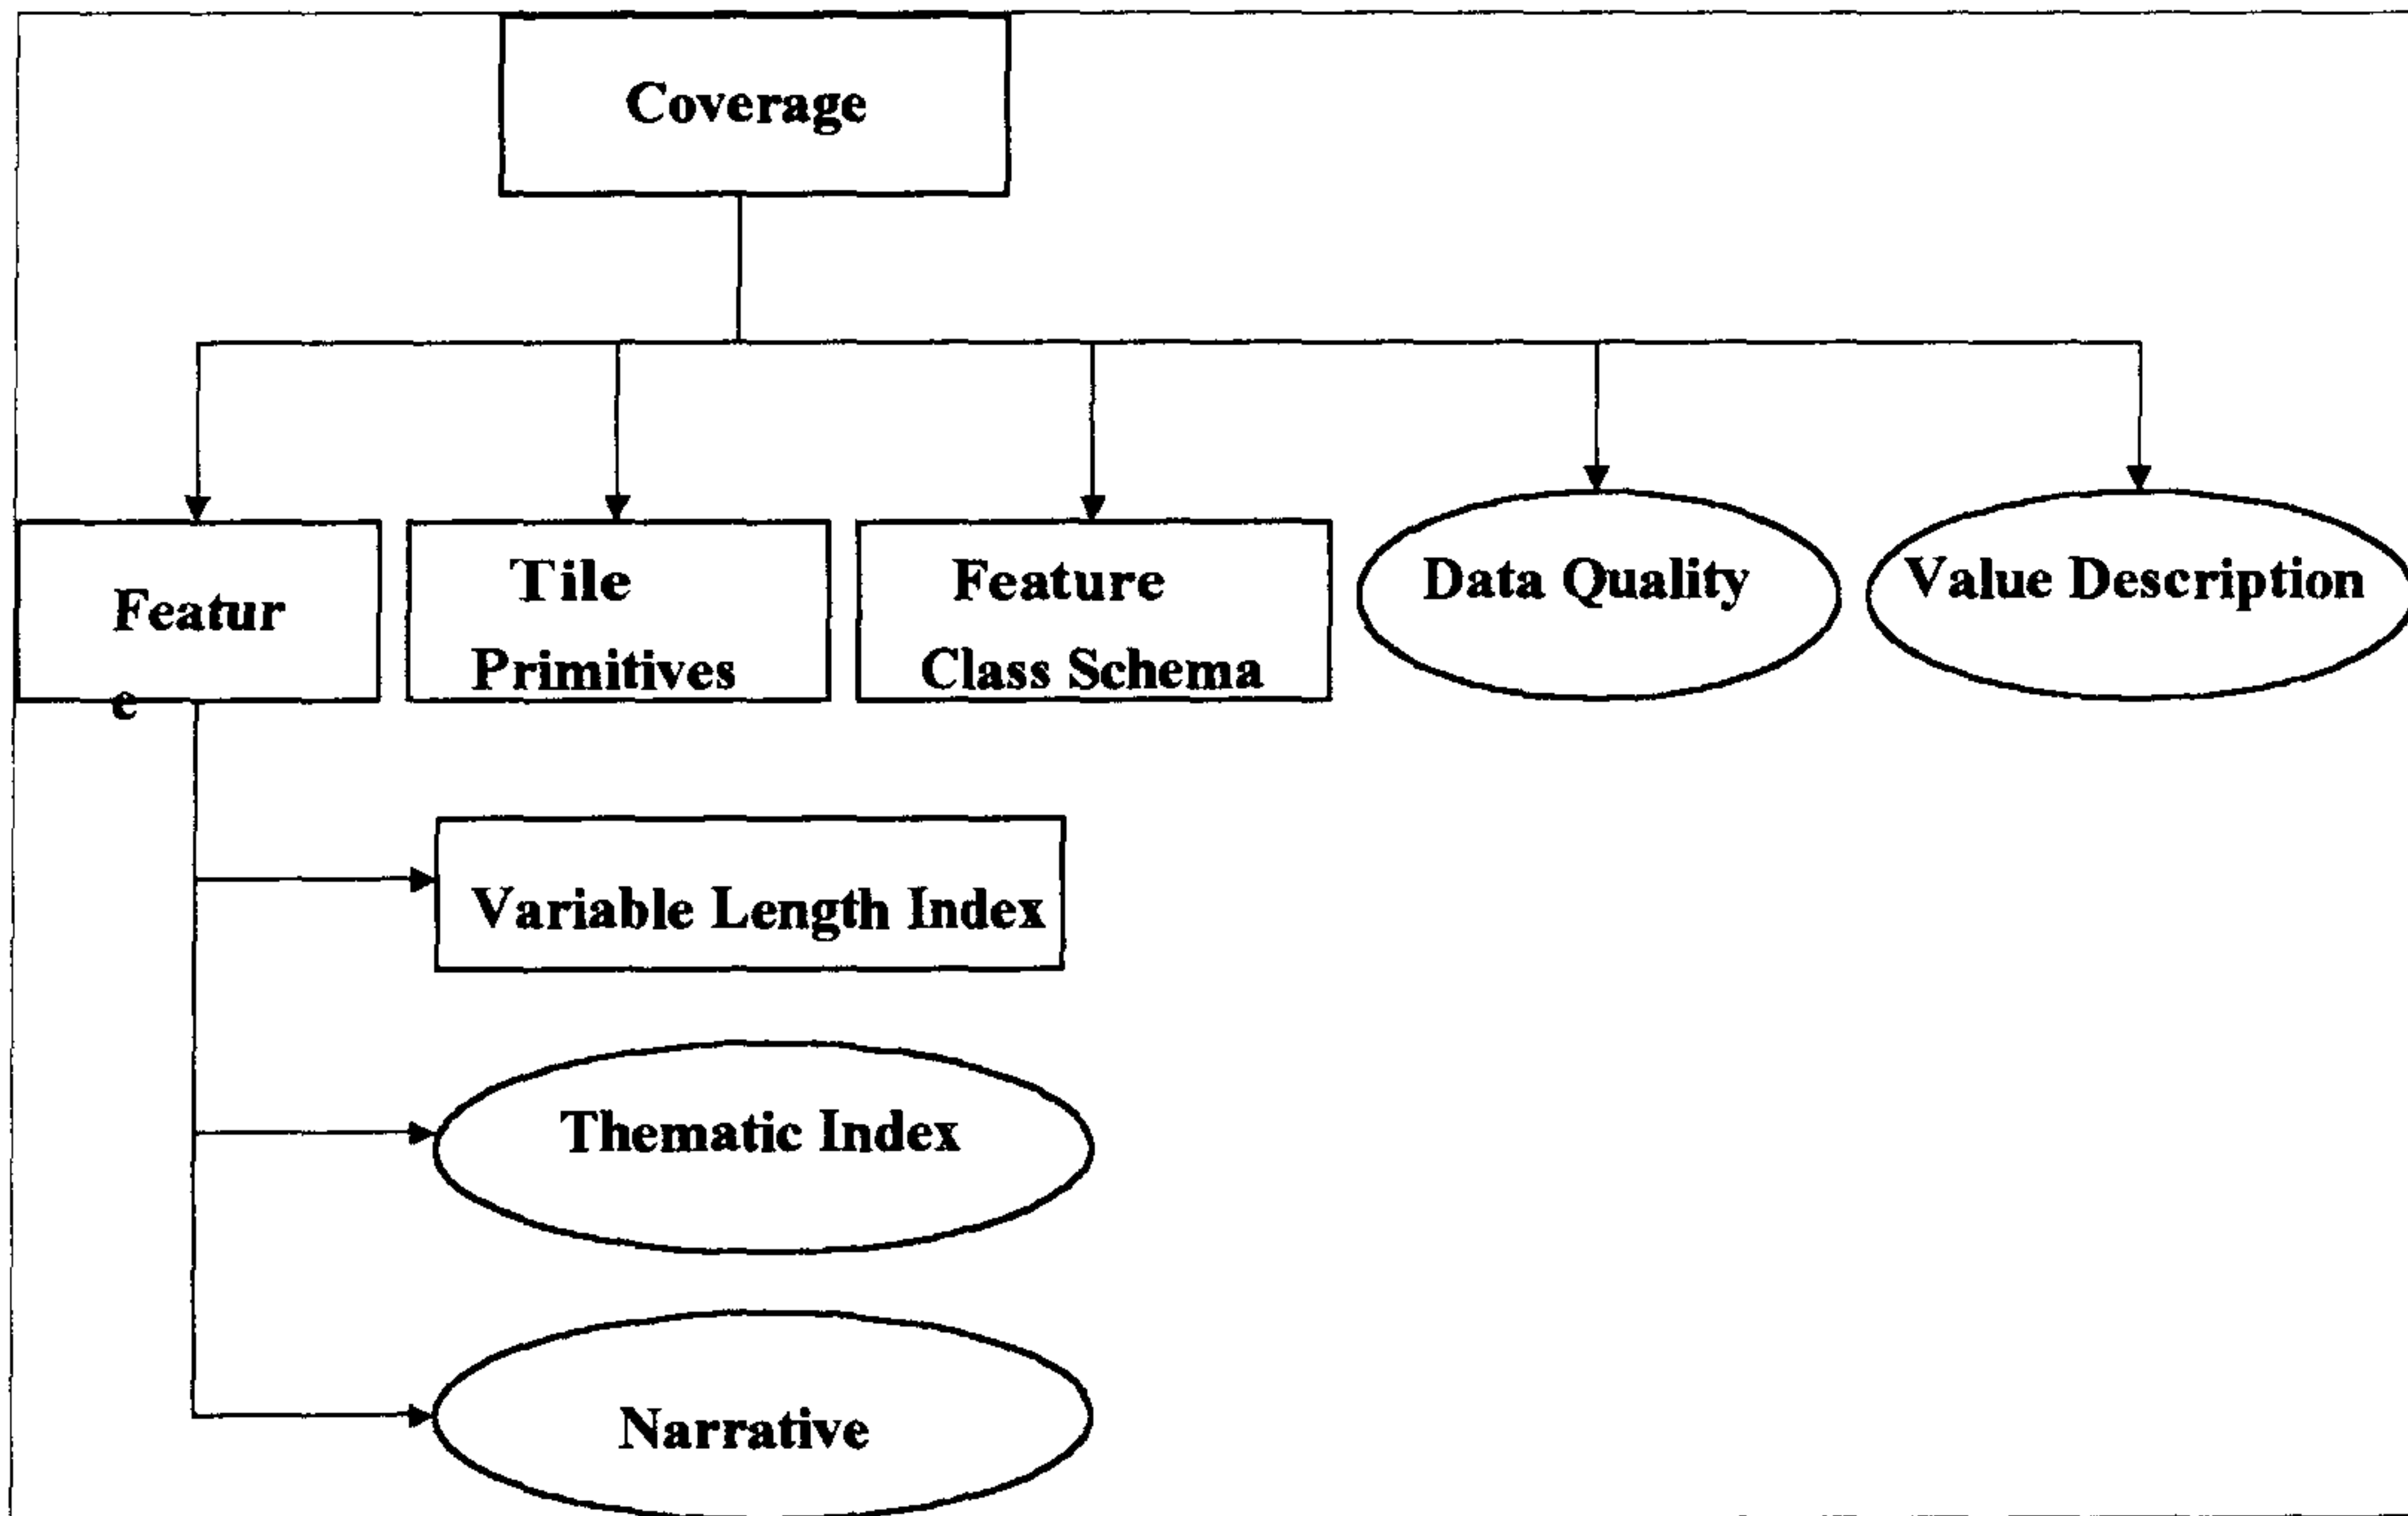 Coverage
Featur
e
Tile
Primitives
Feature
Class Schema
Data Quality
Value Description
Variable Length Index
Thematic Index
Narrative